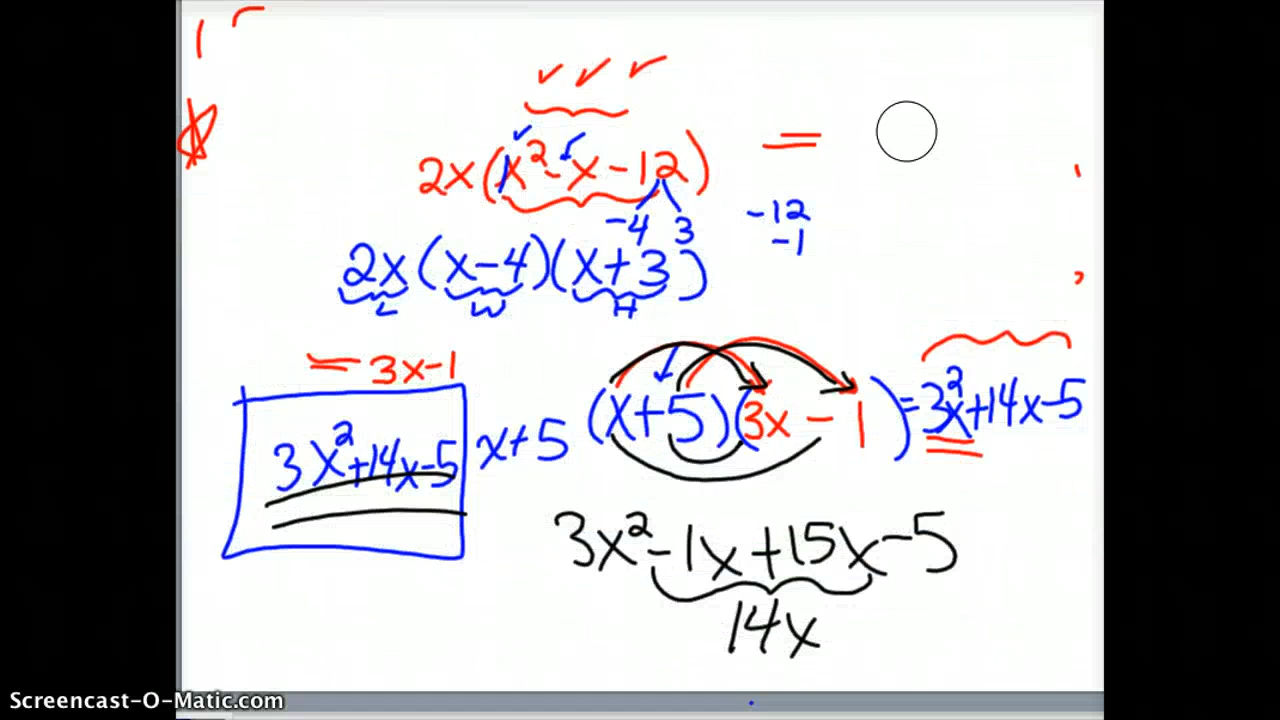 2x(x²-x-12) =
-4 3 -12
-1
2x(x-4)(x+3)
L W H
= 3x-1
3x²+14x-5 x+5 (x+5)(3x-1)=3x²+14x-5
3x²-1x+15x-5
14x
Screencast-O-Matic.com